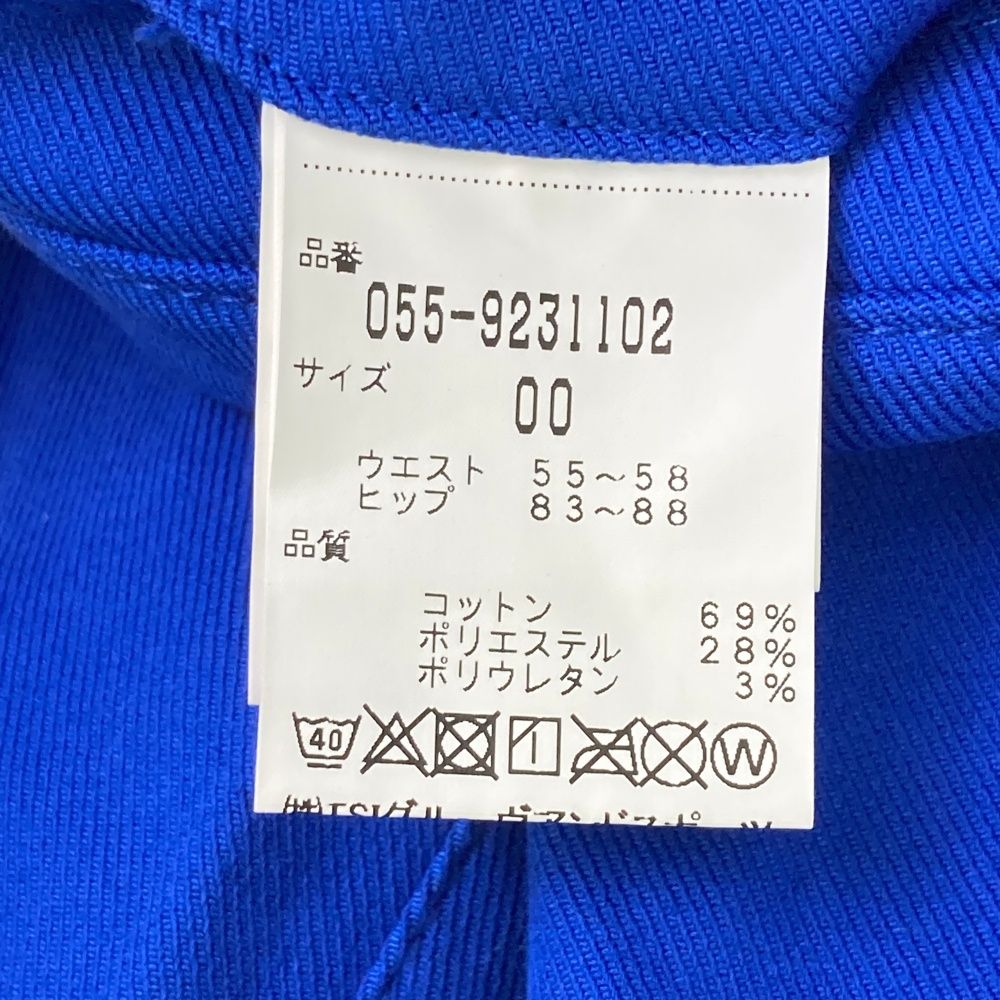 品番
055-9231102
サイズ
00
ウエスト 55～58
ヒップ 83～88
品質
コットン 69%
ポリエステル 28%
ポリウレタン 3%
40 W